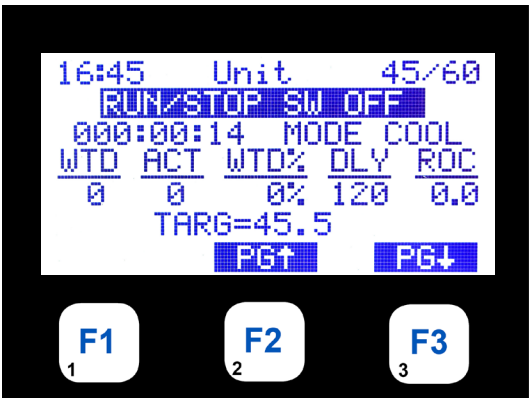 16:45 Unit 45/60
RUN/STOP SW OFF
000:00:14 MODE COOL
WTD ACT WTD% DLY ROC
0 0 0% 120 0.0
TARG=45.5
PG↑ PG↓
F1 F2 F3
1 2 3